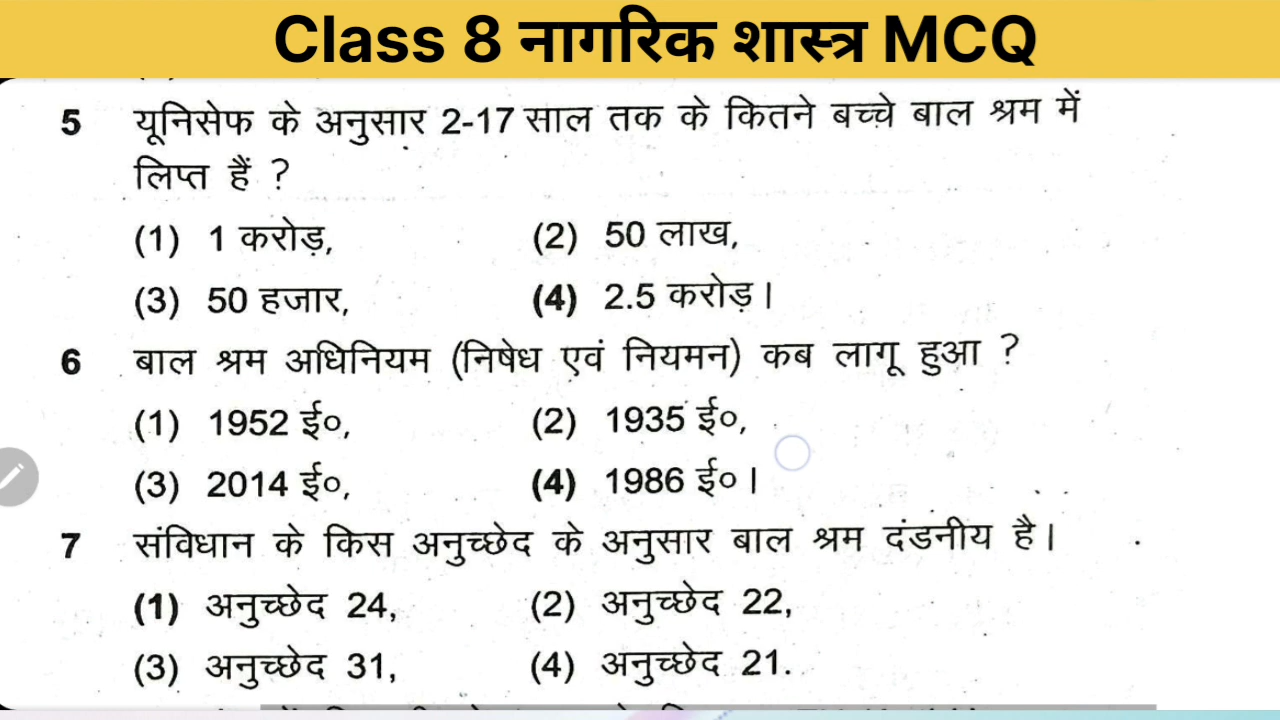 Class 8 नागरिक शास्त्र MCQ
5 यूनिसेफ के अनुसार 2-17 साल तक के कितने बच्चे बाल श्रम में
लिप्त हैं ?
(1) 1 करोड़, (2) 50 लाख,
(3) 50 हजार, (4) 2.5 करोड़।
6 बाल श्रम अधिनियम (निषेध एवं नियमन) कब लागू हुआ ?
(1) 1952 ई०, (2) 1935 ई०,
(3) 2014 ई०, (4) 1986 ई०।
7 संविधान के किस अनुच्छेद के अनुसार बाल श्रम दंडनीय है।
(1) अनुच्छेद 24, (2) अनुच्छेद 22,
(3) अनुच्छेद 31, (4) अनुच्छेद 21.